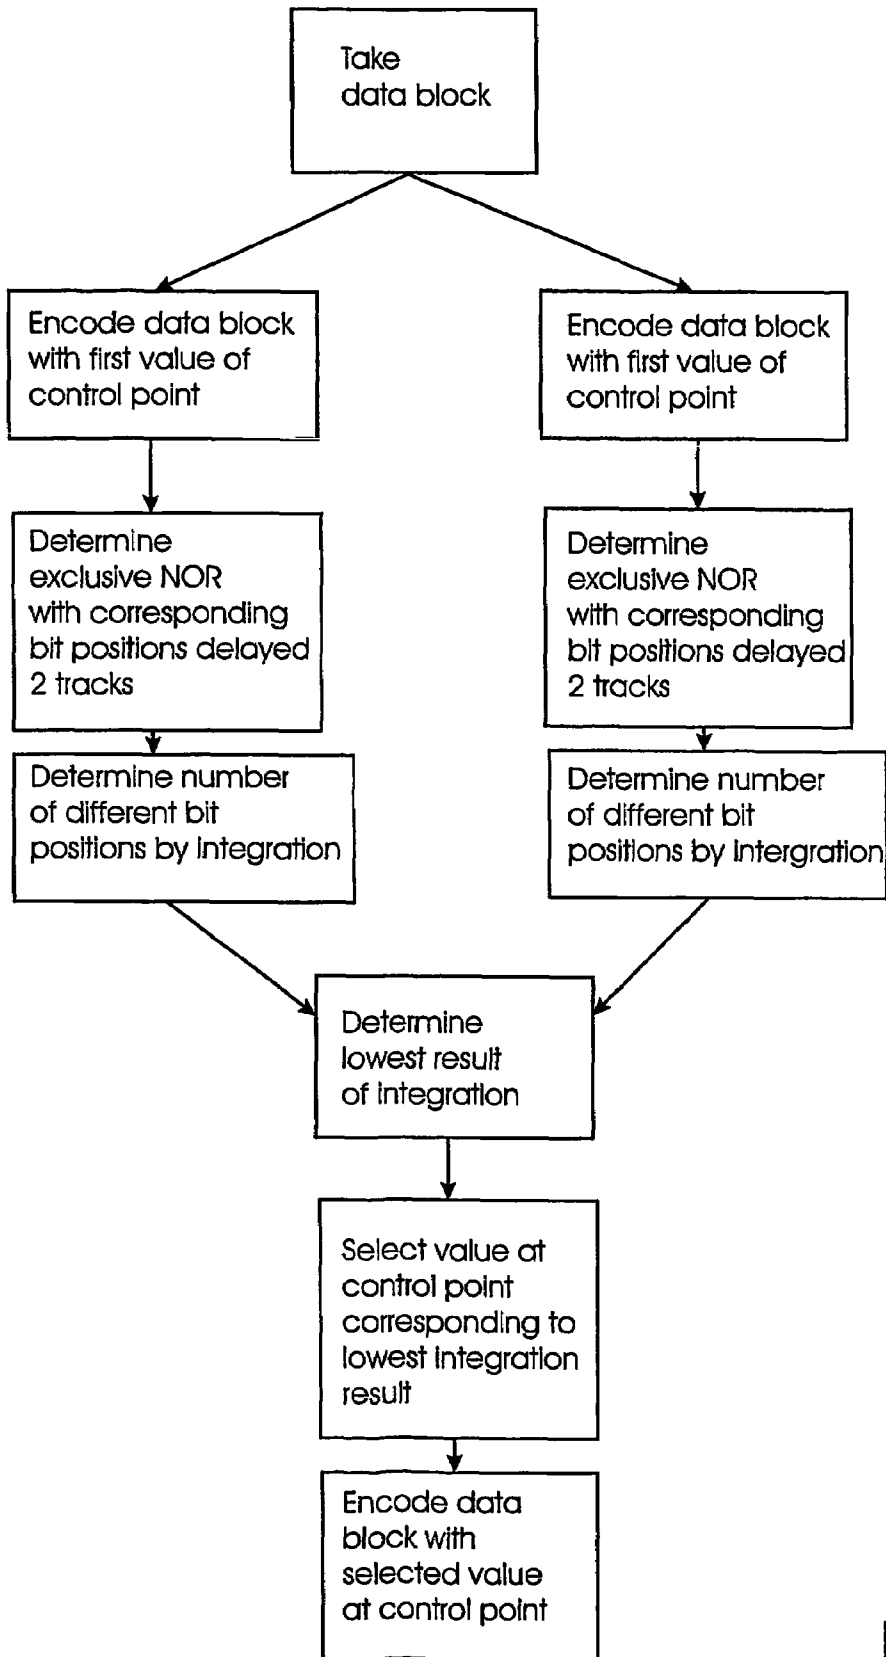 Take
data block
Encode data block
with first value of
control point
Encode data block
with first value of
control point
Determine
exclusive NOR
with corresponding
bit positions delayed
2 tracks
Determine
exclusive NOR
with corresponding
bit positions delayed
2 tracks
Determine number
of different bit
positions by integration
Determine number
of different bit
positions by intergration
Determine
lowest result
of integration
Select value at
control point
corresponding to
lowest integration
result
Encode data
block with
selected value
at control point